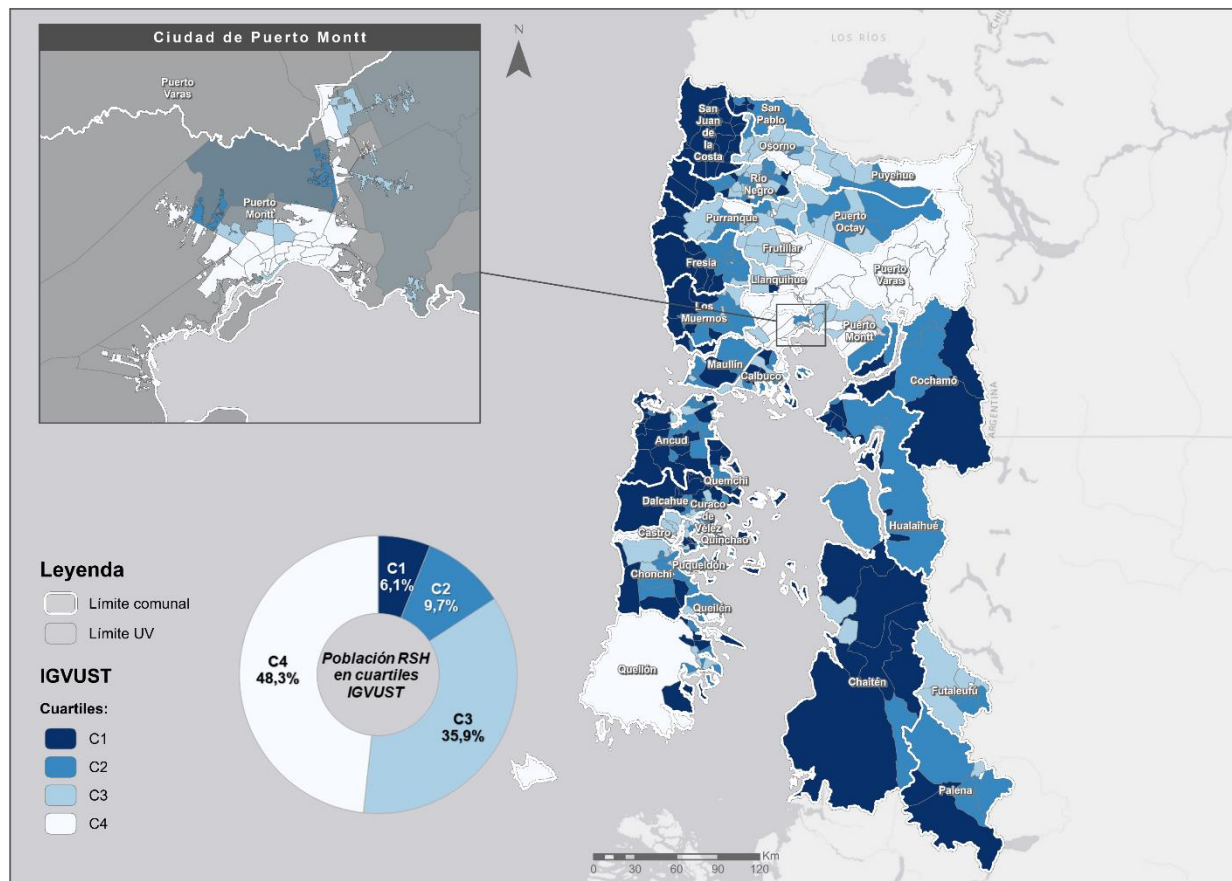 Ciudad de Puerto Montt
Puerto
Varas
Puerto
Montt
N
LOS RÍOS
San
Juan
de
la
Costa
San
Pablo
Osorno
Puyehue
Río
Negro
Purranque
Puerto
Octay
Frutillar
Fresia
Llanquihue
Puerto
Varas
Los
Muermos
Puerto
Montt
Maullín
Calbuco
Cochamó
ARGENTINA
Ancud
Quemchi
Dalcahue
Curaco
de
Vélez
Castro
Quinchao
Hualaihué
Chonchi
Puqueldón
Queilén
Quellón
Chaitén
Futaleufú
Palena
Leyenda
Límite comunal
Límite UV
IGVUST
Cuartiles:
C1
C2
C3
C4
C1
6,1%
C2
9,7%
C4
48,3%
Población RSH
en cuartiles
IGVUST
C3
35,9%
Km
0 15 30 60 90 120